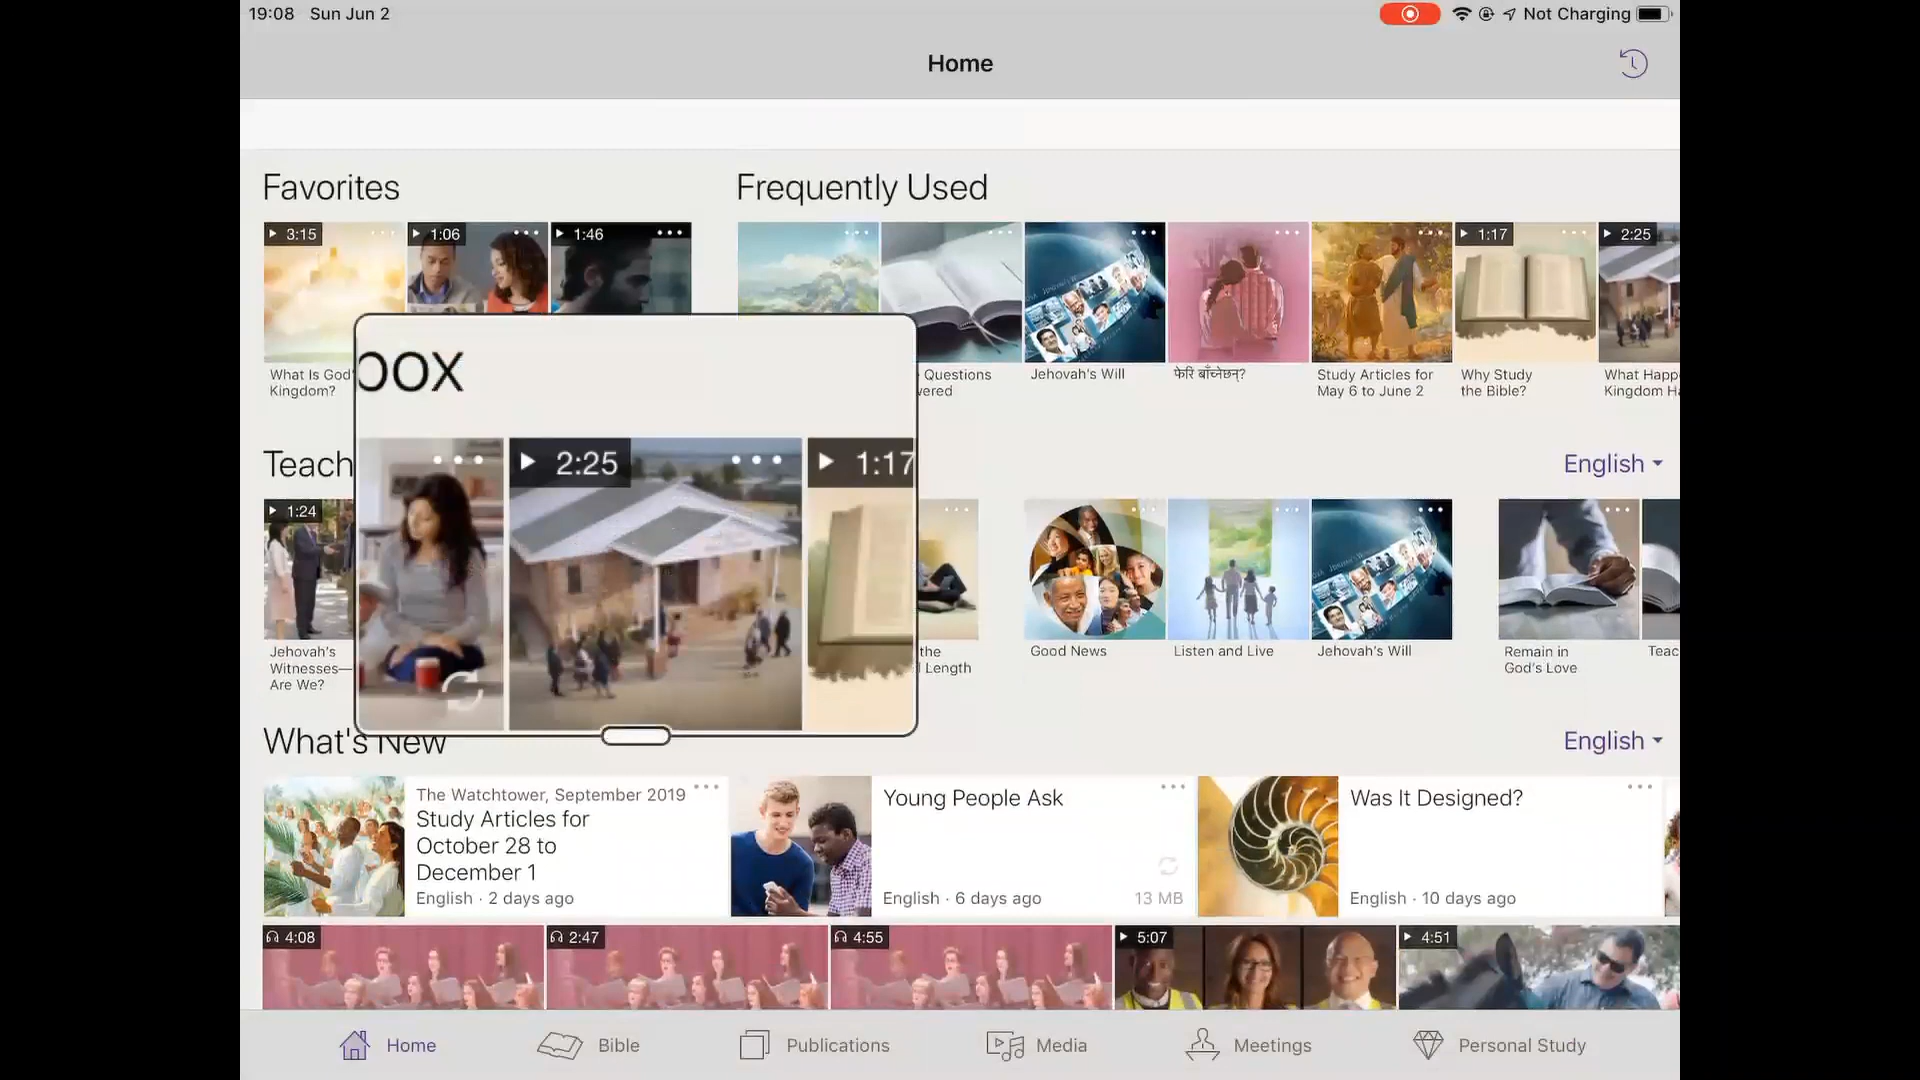 19:08 Sun Jun 2
Not Charging
Home
Favorites
Frequently Used
3:15
1:06
1:46
1:17
2:25
What Is God'
Kingdom?
Questions
vered
Jehovah's Will
फेरि बाँच्नेछन्?
Study Articles for
May 6 to June 2
Why Study
the Bible?
What Happ
Kingdom Ha
box
2:25
1:17
Teach
English
1:24
Jehovah's
Witnesses—
Are We?
the
Length
Good News
Listen and Live
Jehovah's Will
Remain in
God's Love
Teac
What's New
English
The Watchtower, September 2019
Study Articles for
October 28 to
December 1
English · 2 days ago
Young People Ask
English · 6 days ago
13 MB
Was It Designed?
English · 10 days ago
4:08
2:47
4:55
5:07
4:51
Home
Bible
Publications
Media
Meetings
Personal Study